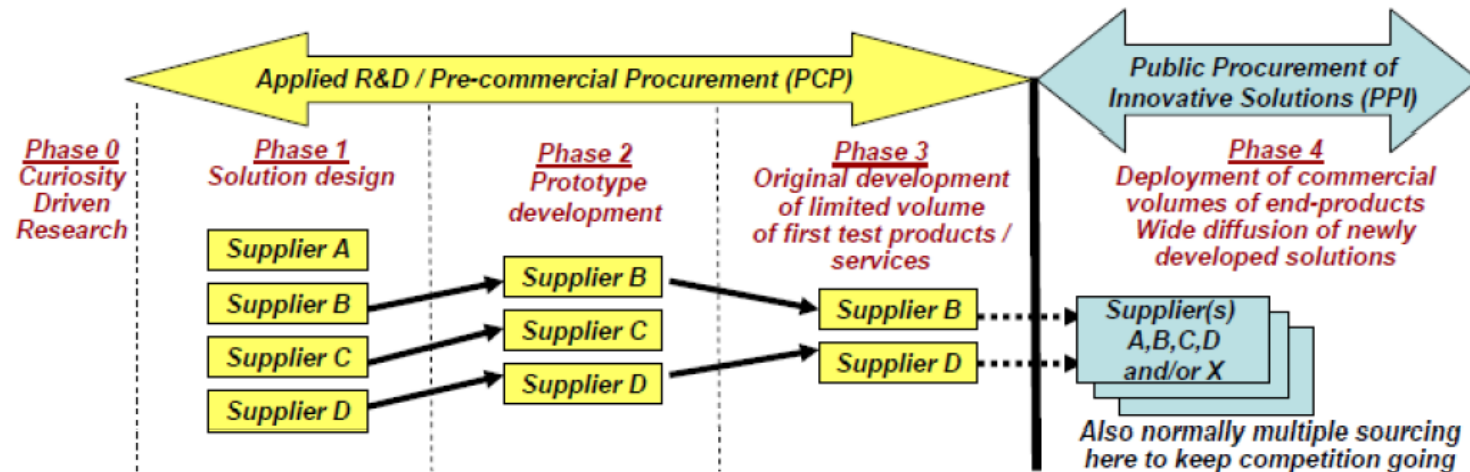 Applied R&D / Pre-commercial Procurement (PCP)
Public Procurement of
Innovative Solutions (PPI)
Phase 0
Curiosity
Driven
Research
Phase 1
Solution design
Supplier A
Supplier B
Supplier C
Supplier D
Phase 2
Prototype
development
Supplier B
Supplier C
Supplier D
Phase 3
Original development
of limited volume
of first test products /
services
Supplier B
Supplier D
Phase 4
Deployment of commercial
volumes of end-products
Wide diffusion of newly
developed solutions
Supplier(s)
A,B,C,D
and/or X
Also normally multiple sourcing
here to keep competition going